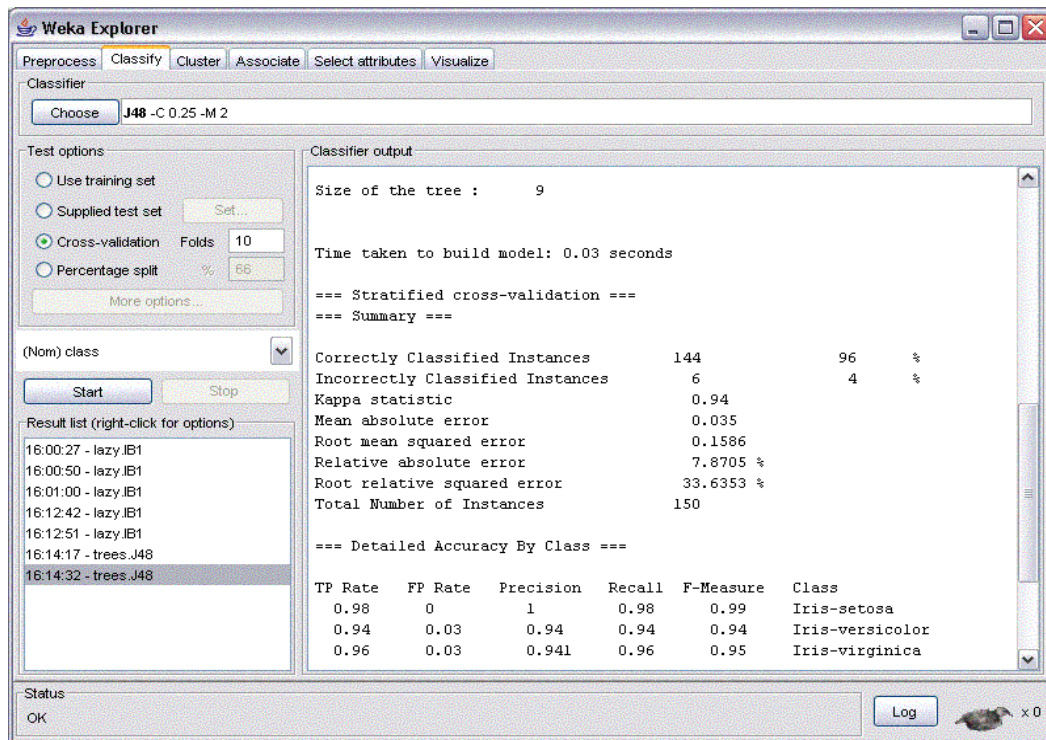 Weka Explorer
Preprocess Classify Cluster Associate Select attributes Visualize
Classifier
Choose J48 -C 0.25 -M 2
Test options
Use training set
Supplied test set Set...
Cross-validation Folds 10
Percentage split % 66
More options...
(Nom) class
Start Stop
Result list (right-click for options)
16:00:27 - lazy.IB1
16:00:50 - lazy.IB1
16:01:00 - lazy.IB1
16:12:42 - lazy.IB1
16:12:51 - lazy.IB1
16:14:17 - trees.J48
16:14:32 - trees.J48
Classifier output
Size of the tree : 9
Time taken to build model: 0.03 seconds
=== Stratified cross-validation ===
=== Summary ===
Correctly Classified Instances 144 96 %
Incorrectly Classified Instances 6 4 %
Kappa statistic 0.94
Mean absolute error 0.035
Root mean squared error 0.1586
Relative absolute error 7.8705 %
Root relative squared error 33.6353 %
Total Number of Instances 150
=== Detailed Accuracy By Class ===
TP Rate FP Rate Precision Recall F-Measure Class
0.98 0 1 0.98 0.99 Iris-setosa
0.94 0.03 0.94 0.94 0.94 Iris-versicolor
0.96 0.03 0.941 0.96 0.95 Iris-virginica
Status
OK
Log x 0